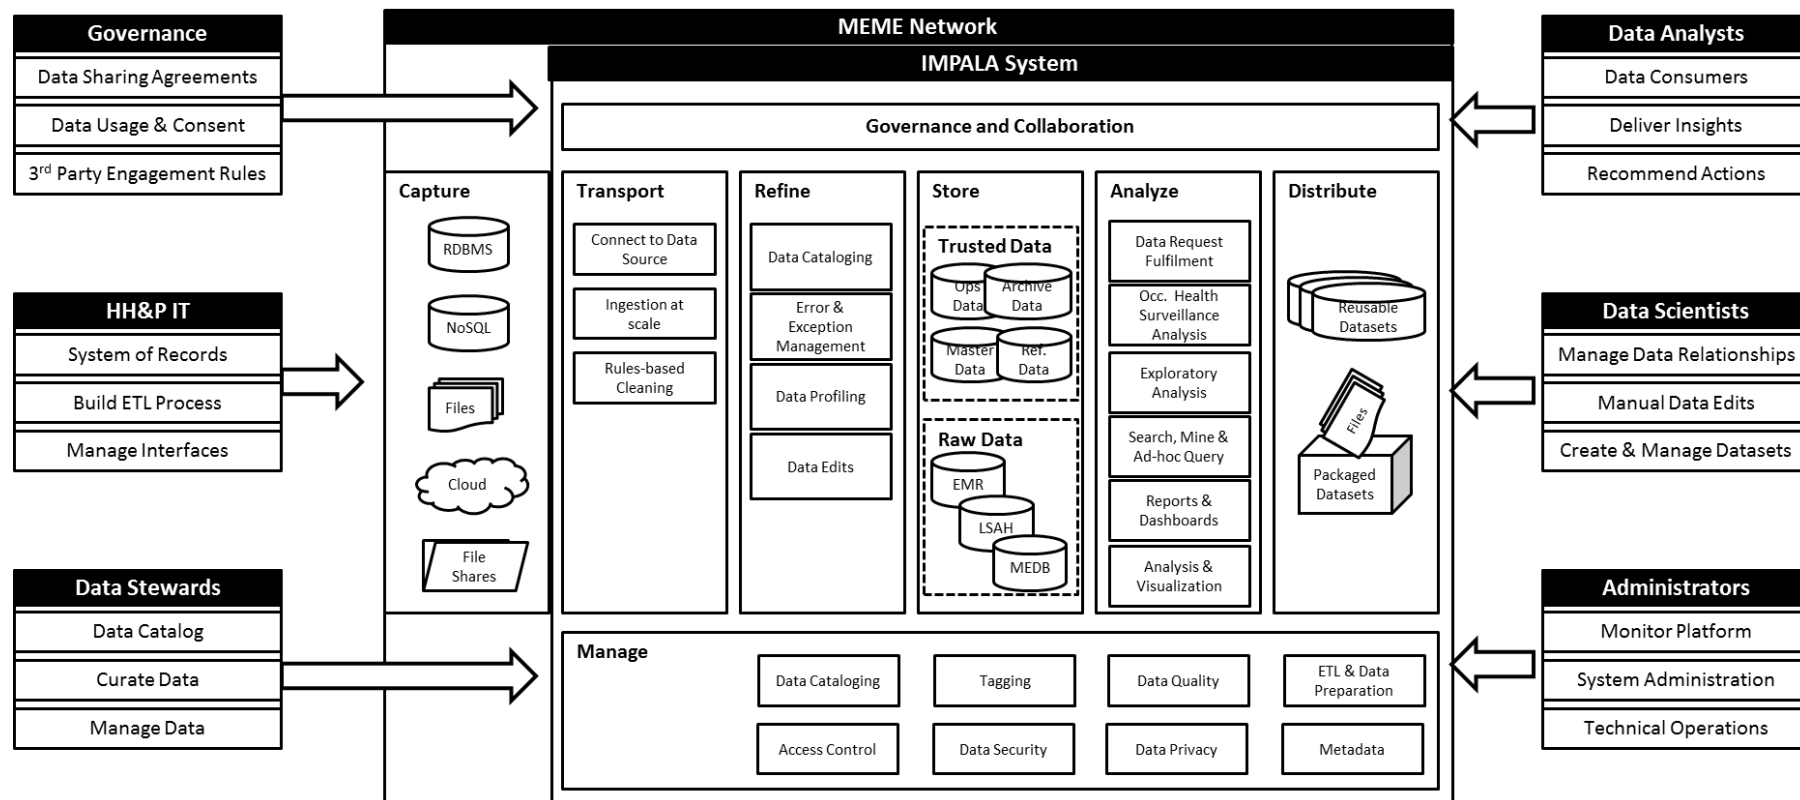 Governance
Data Sharing Agreements
Data Usage & Consent
3rd Party Engagement Rules
HH&P IT
System of Records
Build ETL Process
Manage Interfaces
Data Stewards
Data Catalog
Curate Data
Manage Data
MEME Network
IMPALA System
Governance and Collaboration
Capture
RDBMS
NoSQL
Files
Cloud
File
Shares
Transport
Connect to Data
Source
Ingestion at
scale
Rules-based
Cleaning
Refine
Data Cataloging
Error &
Exception
Management
Data Profiling
Data Edits
Store
Trusted Data
Ops
Data
Archive
Data
Master
Data
Ref.
Data
Raw Data
EMR
LSAH
MEDB
Analyze
Data Request
Fulfilment
Occ. Health
Surveillance
Analysis
Exploratory
Analysis
Search, Mine &
Ad-hoc Query
Reports &
Dashboards
Analysis &
Visualization
Distribute
Reusable
Datasets
Files
Packaged
Datasets
Manage
Data Cataloging
Tagging
Data Quality
ETL & Data
Preparation
Access Control
Data Security
Data Privacy
Metadata
Data Analysts
Data Consumers
Deliver Insights
Recommend Actions
Data Scientists
Manage Data Relationships
Manual Data Edits
Create & Manage Datasets
Administrators
Monitor Platform
System Administration
Technical Operations